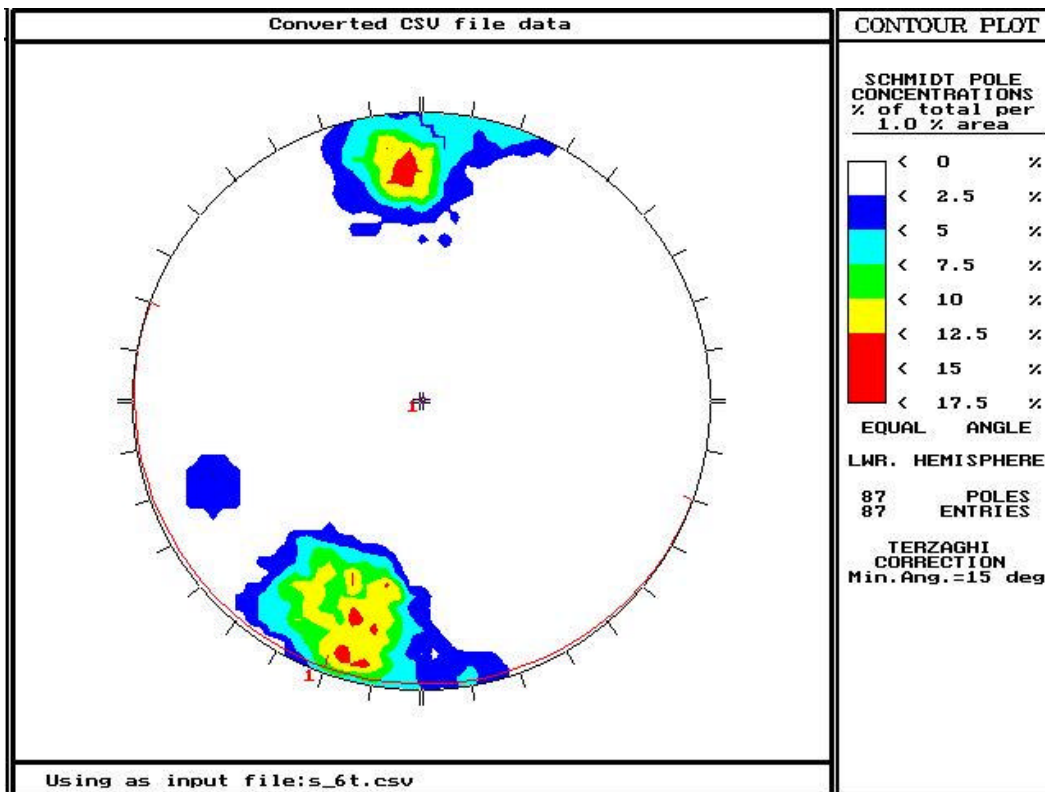 Converted CSV file data
CONTOUR PLOT
SCHMIDT POLE
CONCENTRATIONS
% of total per
1.0 % area
< 0 %
< 2.5 %
< 5 %
< 7.5 %
< 10 %
< 12.5 %
< 15 %
< 17.5 %
EQUAL ANGLE
LWR. HEMISPHERE
87 POLES
87 ENTRIES
TERZAGHI
CORRECTION
Min.Ang.=15 deg
1
1
Using as input file:s_6t.csv